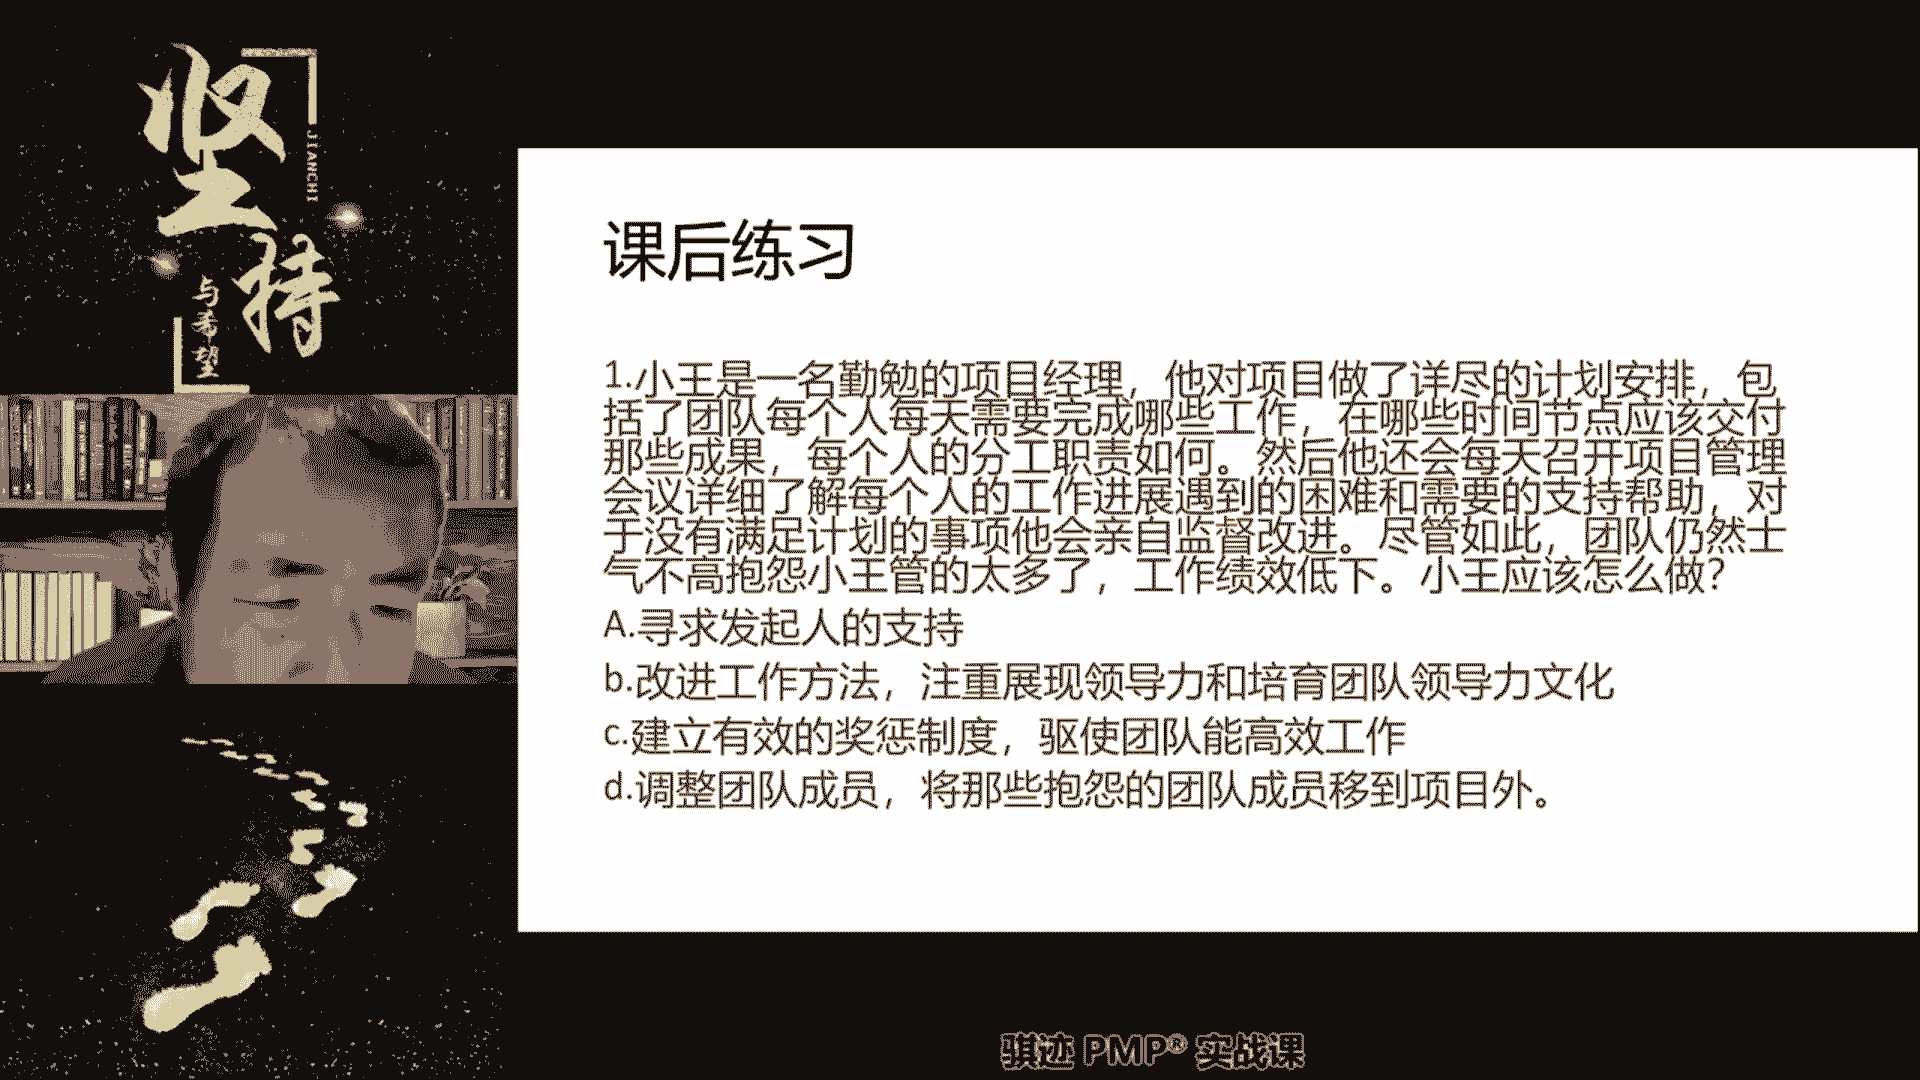 坚持
JIANCHI
与希望
课后练习
1.小王是一名勤勉的项目经理，他对项目做了详尽的计划安排，包
括了团队每个人每天需要完成哪些工作，在哪些时间节点应该交付
那些成果，每个人的分工职责如何。然后他还会每天召开项目管理
会议详细了解每个人的工作进展遇到的困难和需要的支持帮助，对
于没有满足计划的事项他会亲自监督改进。尽管如此，团队仍然士
气不高抱怨小王管的太多了，工作绩效低下。小王应该怎么做?
A.寻求发起人的支持
b.改进工作方法，注重展现领导力和培育团队领导力文化
c.建立有效的奖惩制度，驱使团队能高效工作
d.调整团队成员，将那些抱怨的团队成员移到项目外。
骐迹 PMP® 实战课